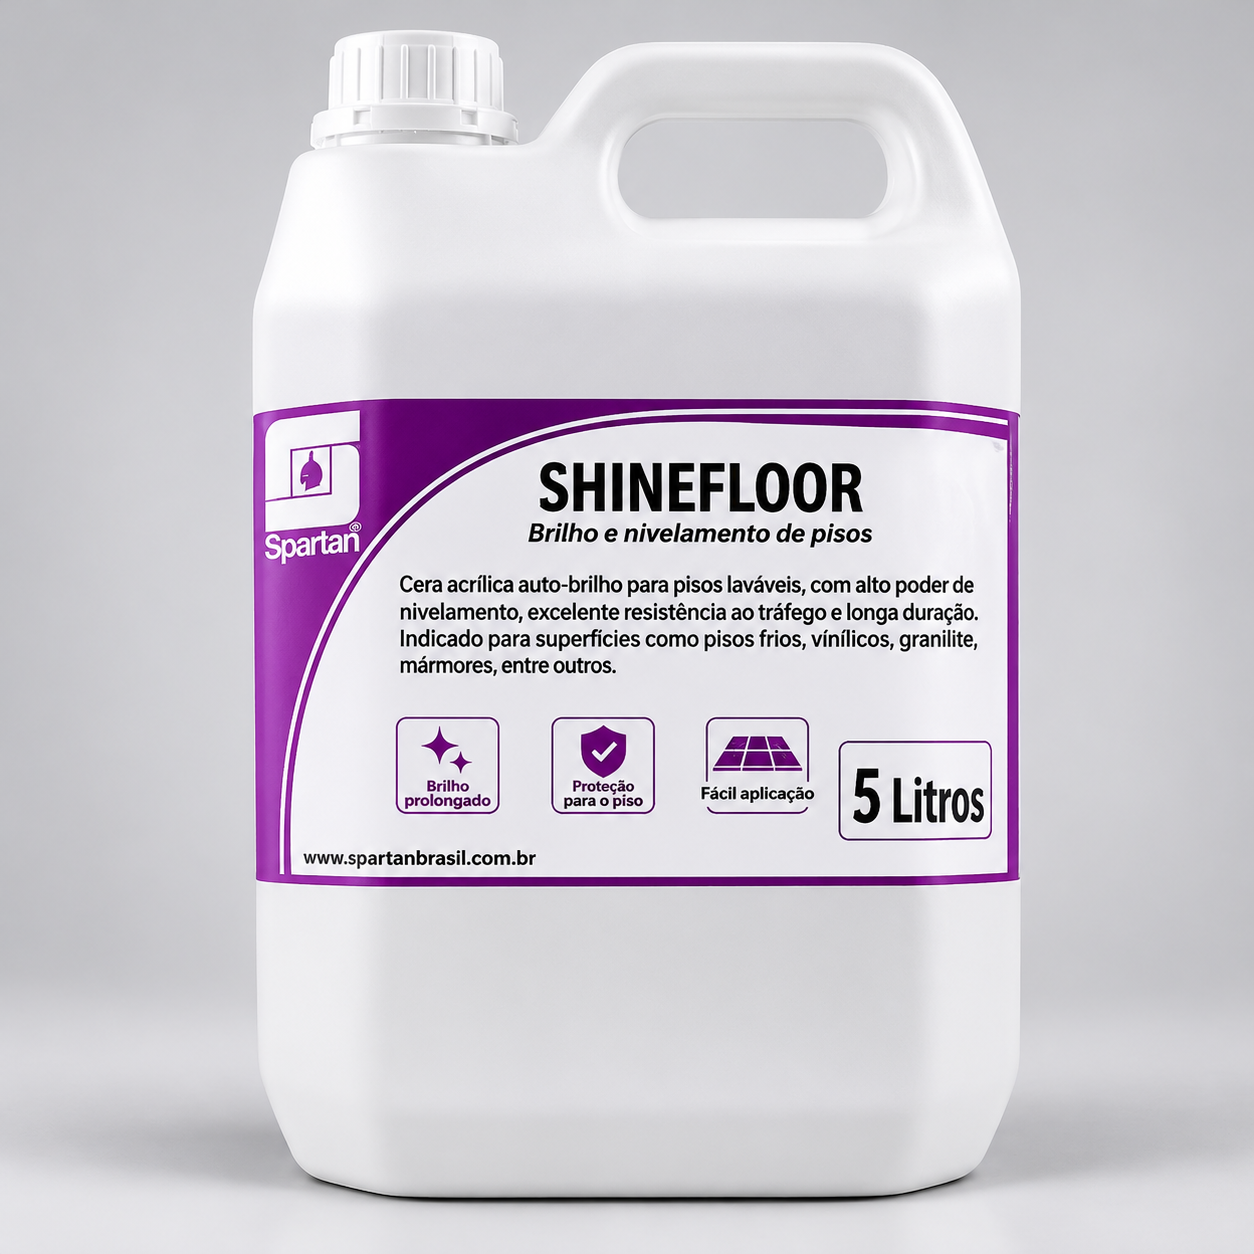 Spartan®
SHINEFLOOR
Brilho e nivelamento de pisos
Cera acrílica auto-brilho para pisos laváveis, com alto poder de
nivelamento, excelente resistência ao tráfego e longa duração.
Indicado para superfícies como pisos frios, vínílicos, granilite,
mármores, entre outros.
Brilho
prolongado
Proteção
para o piso
Fácil aplicação
5 Litros
www.spartanbrasil.com.br